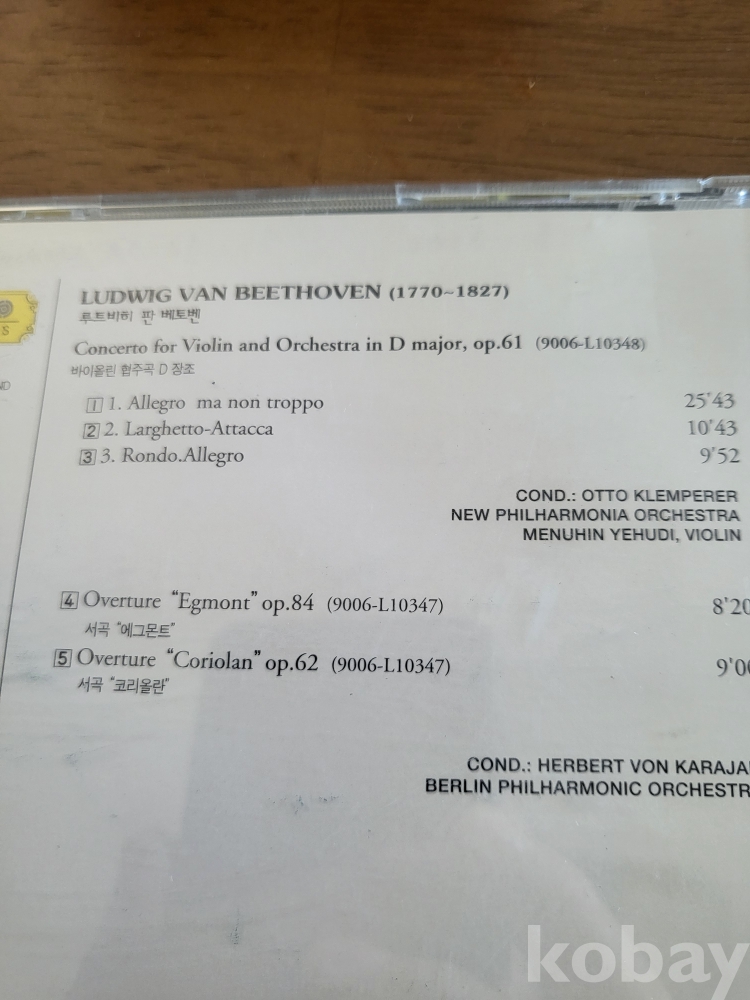 LUDWIG VAN BEETHOVEN (1770~1827)
루트비히 판 베토벤
Concerto for Violin and Orchestra in D major, op.61 (9006-L10348)
바이올린 협주곡 D 장조
1 1. Allegro ma non troppo 25'43
2 2. Larghetto-Attacca 10'43
3 3. Rondo.Allegro 9'52
COND.: OTTO KLEMPERER
NEW PHILHARMONIA ORCHESTRA
MENUHIN YEHUDI, VIOLIN
4 Overture “Egmont” op.84 (9006-L10347) 8'20
서곡 “에그몬트”
5 Overture “Coriolan” op.62 (9006-L10347) 9'0
서곡 “코리올란”
COND.: HERBERT VON KARAJA
BERLIN PHILHARMONIC ORCHESTR
S
ND
kobay